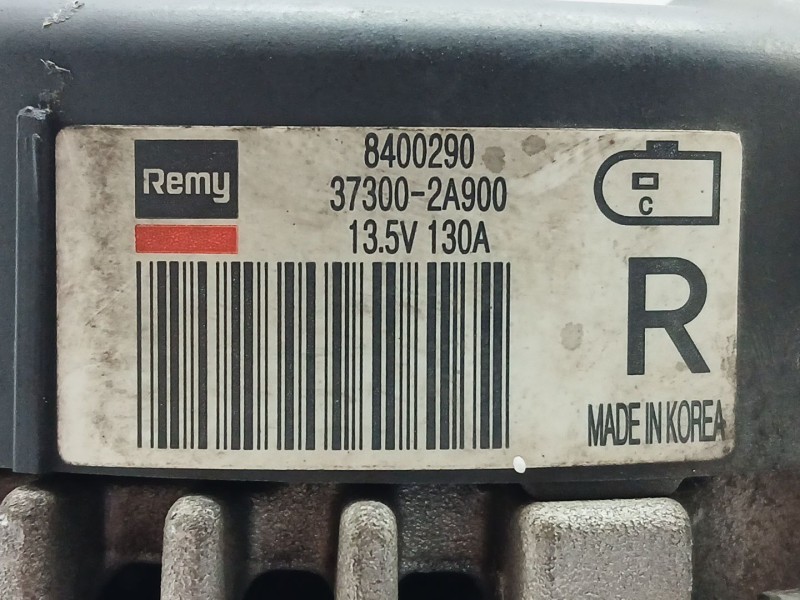 Remy
8400290
37300-2A900
13.5V 130A
C
R
MADE IN KOREA